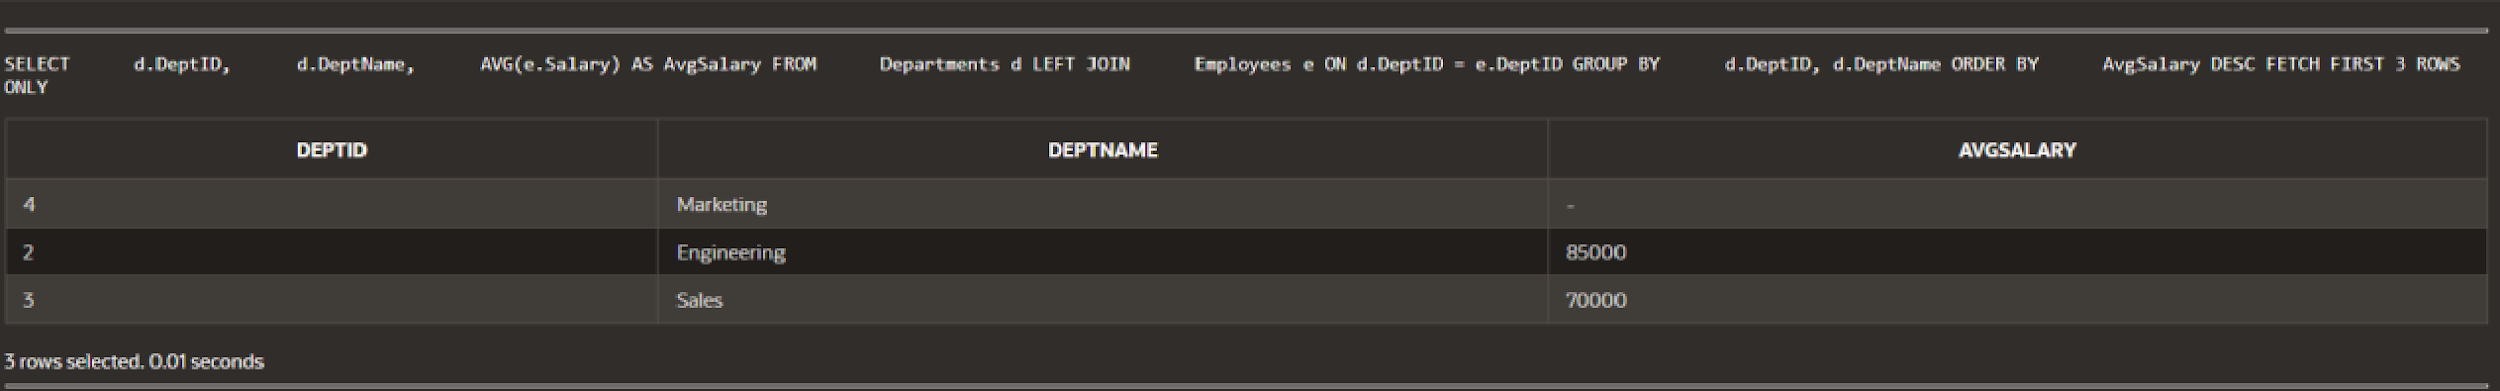 SELECT d.DeptID, d.DeptName, AVG(e.Salary) AS AvgSalary FROM Departments d LEFT JOIN Employees e ON d.DeptID = e.DeptID GROUP BY d.DeptID, d.DeptName ORDER BY AvgSalary DESC FETCH FIRST 3 ROWS
ONLY
DEPTID DEPTNAME AVGSALARY
4 Marketing -
2 Engineering 85000
3 Sales 70000
3 rows selected. 0.01 seconds